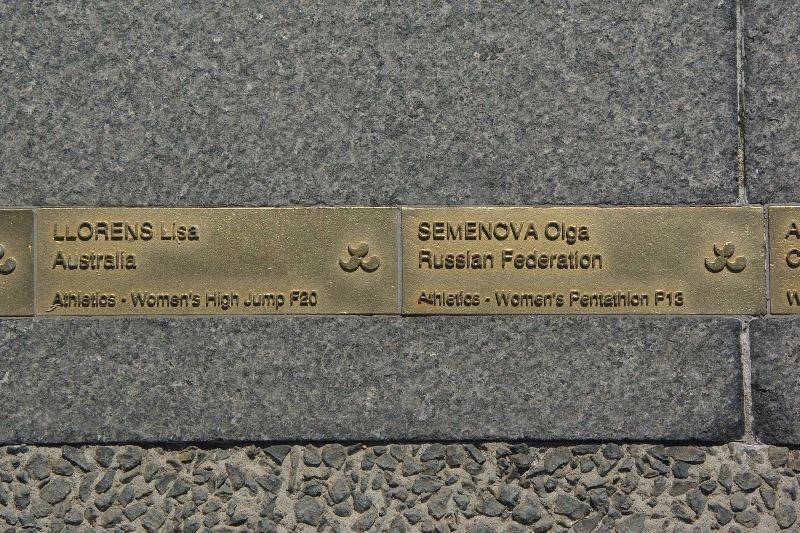 LLORENS Lisa
Australia
Athletics - Women's High Jump F20
SEMENOVA Olga
Russian Federation
Athletics - Women's Pentathlon P13
A
C
W